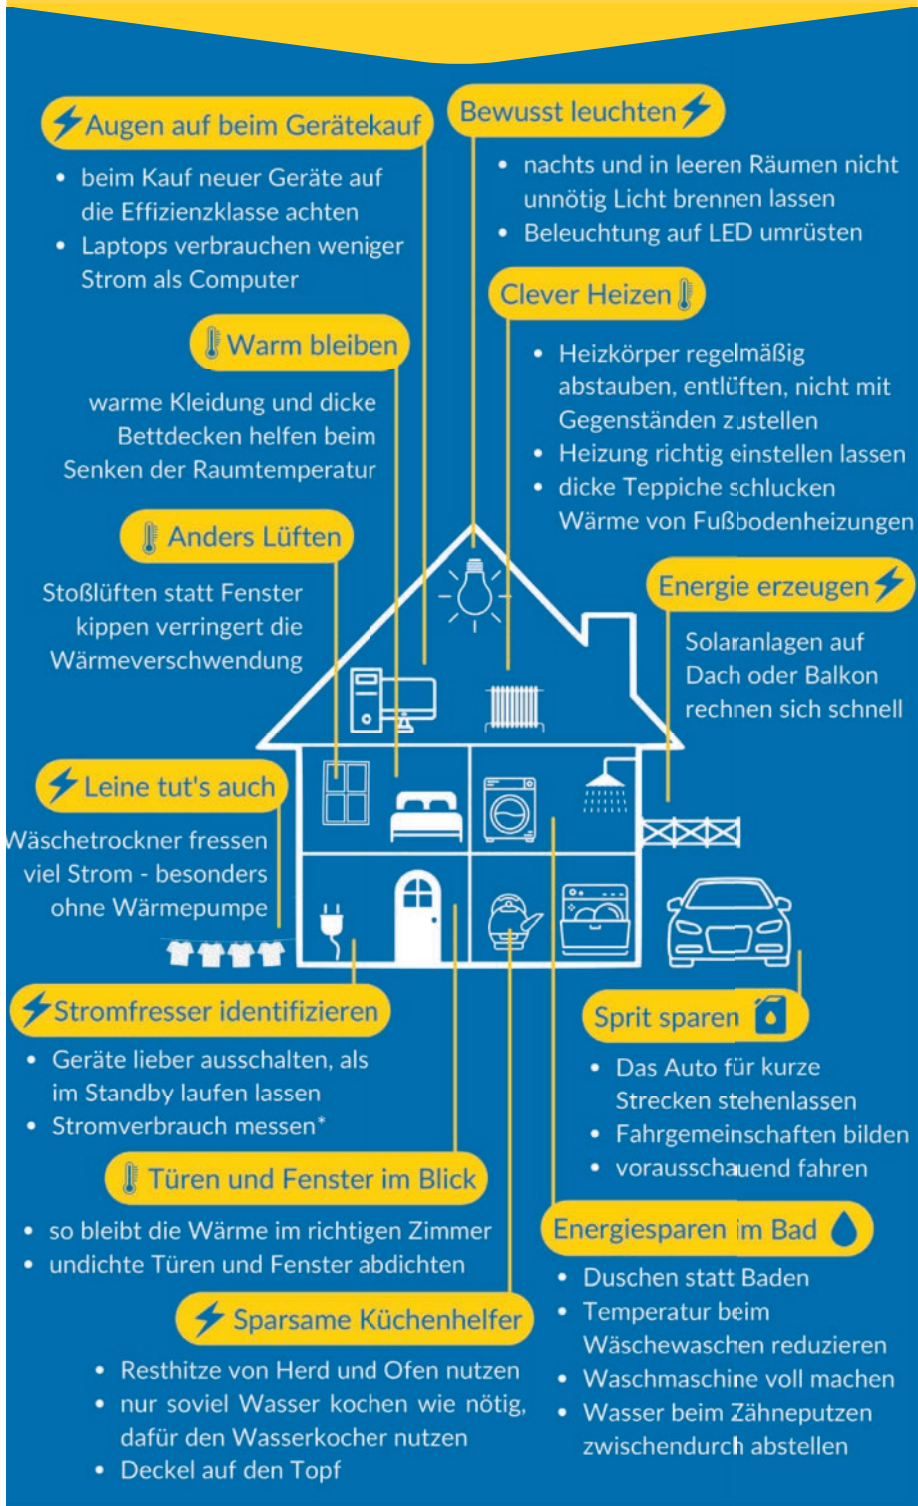 Augen auf beim Gerätekauf
• beim Kauf neuer Geräte auf
die Effizienzklasse achten
• Laptops verbrauchen weniger
Strom als Computer
Bewusst leuchten
• nachts und in leeren Räumen nicht
unnötig Licht brennen lassen
• Beleuchtung auf LED umrüsten
Clever Heizen
• Heizkörper regelmäßig
abstauben, entlüften, nicht mit
Gegenständen zustellen
• Heizung richtig einstellen lassen
• dicke Teppiche schlucken
Wärme von Fußbodenheizungen
Warm bleiben
warme Kleidung und dicke
Bettdecken helfen beim
Senken der Raumtemperatur
Anders Lüften
Stoßlüften statt Fenster
kippen verringert die
Wärmeverschwendung
Energie erzeugen
Solaranlagen auf
Dach oder Balkon
rechnen sich schnell
Leine tut's auch
Wäschetrockner fressen
viel Strom - besonders
ohne Wärmepumpe
Stromfresser identifizieren
• Geräte lieber ausschalten, als
im Standby laufen lassen
• Stromverbrauch messen*
Sprit sparen
• Das Auto für kurze
Strecken stehenlassen
• Fahrgemeinschaften bilden
• vorausschauend fahren
Türen und Fenster im Blick
• so bleibt die Wärme im richtigen Zimmer
• undichte Türen und Fenster abdichten
Energiesparen im Bad
• Duschen statt Baden
• Temperatur beim
Wäschewaschen reduzieren
• Waschmaschine voll machen
• Wasser beim Zähneputzen
zwischendurch abstellen
Sparsame Küchenhelfer
• Resthitze von Herd und Ofen nutzen
• nur soviel Wasser kochen wie nötig,
dafür den Wasserkocher nutzen
• Deckel auf den Topf